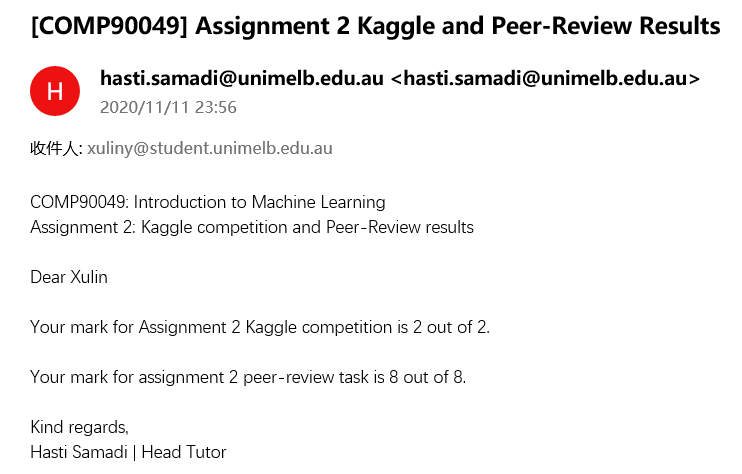 [COMP90049] Assignment 2 Kaggle and Peer-Review Results
H
hasti.samadi@unimelb.edu.au <hasti.samadi@unimelb.edu.au>
2020/11/11 23:56
收件人: xuliny@student.unimelb.edu.au
COMP90049: Introduction to Machine Learning
Assignment 2: Kaggle competition and Peer-Review results
Dear Xulin
Your mark for Assignment 2 Kaggle competition is 2 out of 2.
Your mark for assignment 2 peer-review task is 8 out of 8.
Kind regards,
Hasti Samadi | Head Tutor